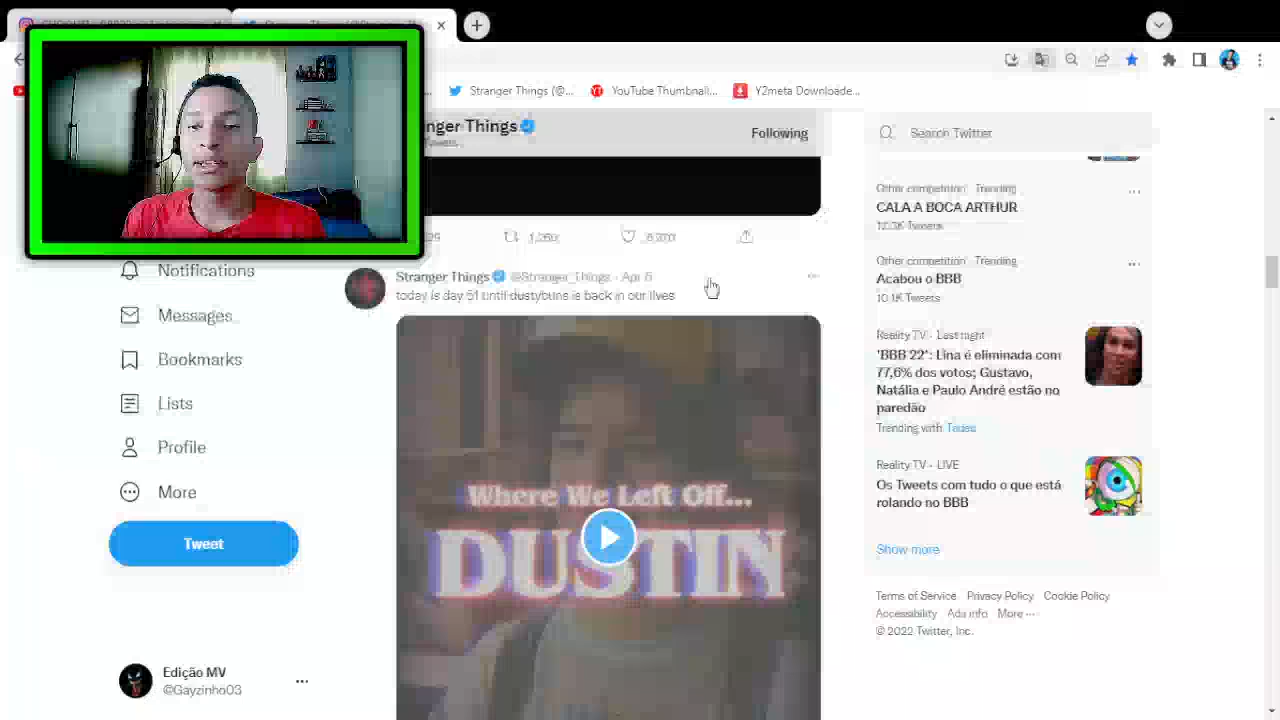 Stranger Things (@...
YouTube Thumbnail...
Y2meta Downloade...
nger Things
Tweets
Following
Search Twitter
Notifications
Messages
Bookmarks
Lists
Profile
More
Tweet
Edição MV
@Gayzinho03
Stranger Things @Stranger_Things · Apr 6
today is day 51 until dustybuns is back in our lives
Where We Left Off...
DUSTIN
Other competition · Trending
CALA A BOCA ARTHUR
Other competition · Trending
Acabou o BBB
10.1K Tweets
Reality TV · Last night
'BBB 22': Lina é eliminada com
77,6% dos votos; Gustavo,
Natália e Paulo André estão no
paredão
Trending with
Reality TV · LIVE
Os Tweets com tudo o que está
rolando no BBB
Show more
Terms of Service Privacy Policy Cookie Policy
Accessibility Ads info More ···
© 2022 Twitter, Inc.